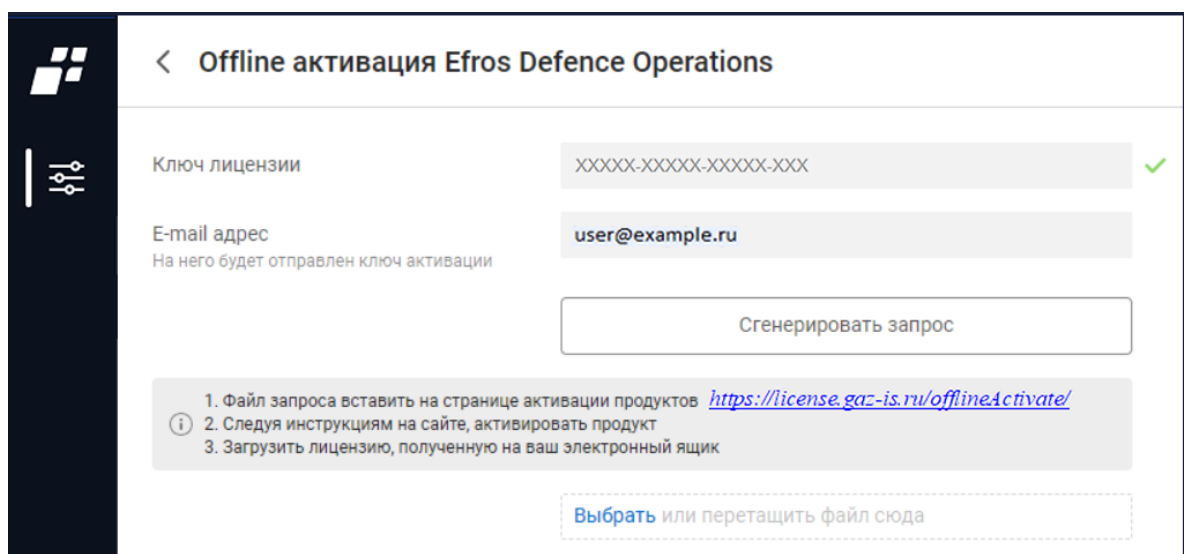 Offline активация Efros Defence Operations
Ключ лицензии XXXXX-XXXXX-XXXXX-XXX
E-mail адрес user@example.ru
На него будет отправлен ключ активации
Сгенерировать запрос
1. Файл запроса вставить на странице активации продуктов https://license.gaz-is.ru/offlineActivate/
2. Следуя инструкциям на сайте, активировать продукт
3. Загрузить лицензию, полученную на ваш электронный ящик
Выбрать или перетащить файл сюда